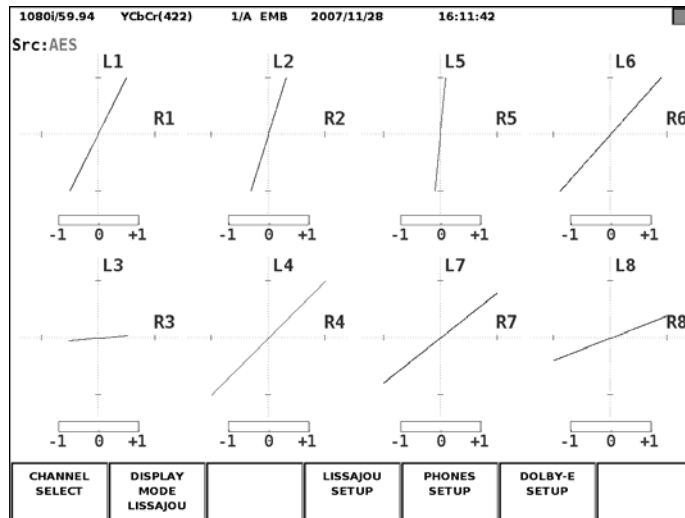 1080i/59.94 YCbCr(422) 1/A EMB 2007/11/28 16:11:42
Src:AES
L1 L2 L5 L6
R1 R2 R5 R6
-1 0 +1 -1 0 +1 -1 0 +1 -1 0 +1
L3 L4 L7 L8
R3 R4 R7 R8
-1 0 +1 -1 0 +1 -1 0 +1 -1 0 +1
CHANNEL SELECT
DISPLAY MODE LISSAJOU
LISSAJOU SETUP
PHONES SETUP
DOLBY-E SETUP